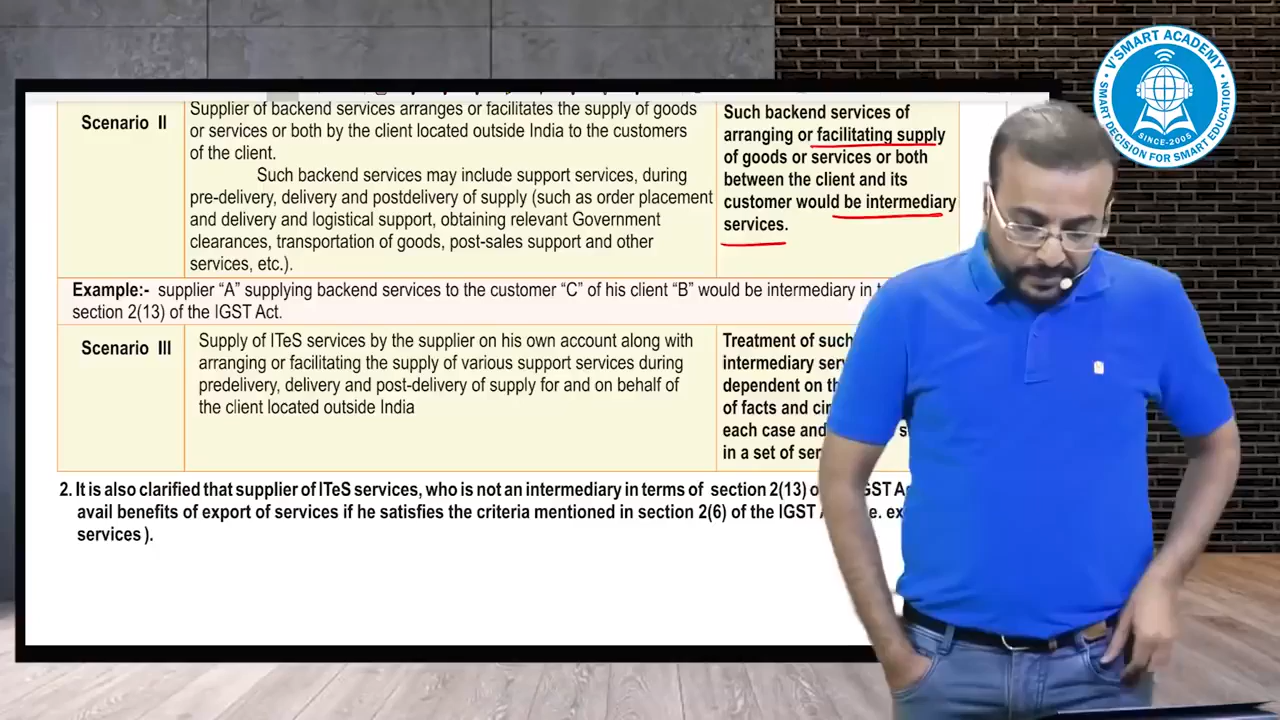 V'SMART ACADEMY
SMART DECISION FOR SMART EDUCATION
SINCE-2005
Scenario II
Supplier of backend services arranges or facilitates the supply of goods
or services or both by the client located outside India to the customers
of the client.
Such backend services may include support services, during
pre-delivery, delivery and postdelivery of supply (such as order placement
and delivery and logistical support, obtaining relevant Government
clearances, transportation of goods, post-sales support and other
services, etc.).
Such backend services of
arranging or facilitating supply
of goods or services or both
between the client and its
customer would be intermediary
services.
Example:- supplier “A” supplying backend services to the customer “C” of his client “B” would be intermediary in
section 2(13) of the IGST Act.
Scenario III
Supply of ITeS services by the supplier on his own account along with
arranging or facilitating the supply of various support services during
predelivery, delivery and post-delivery of supply for and on behalf of
the client located outside India
Treatment of such
intermediary
dependent on
of facts and
each case and
in a set of
2. It is also clarified that supplier of ITeS services, who is not an intermediary in terms of section 2(13)
avail benefits of export of services if he satisfies the criteria mentioned in section 2(6) of the IGST
services ).